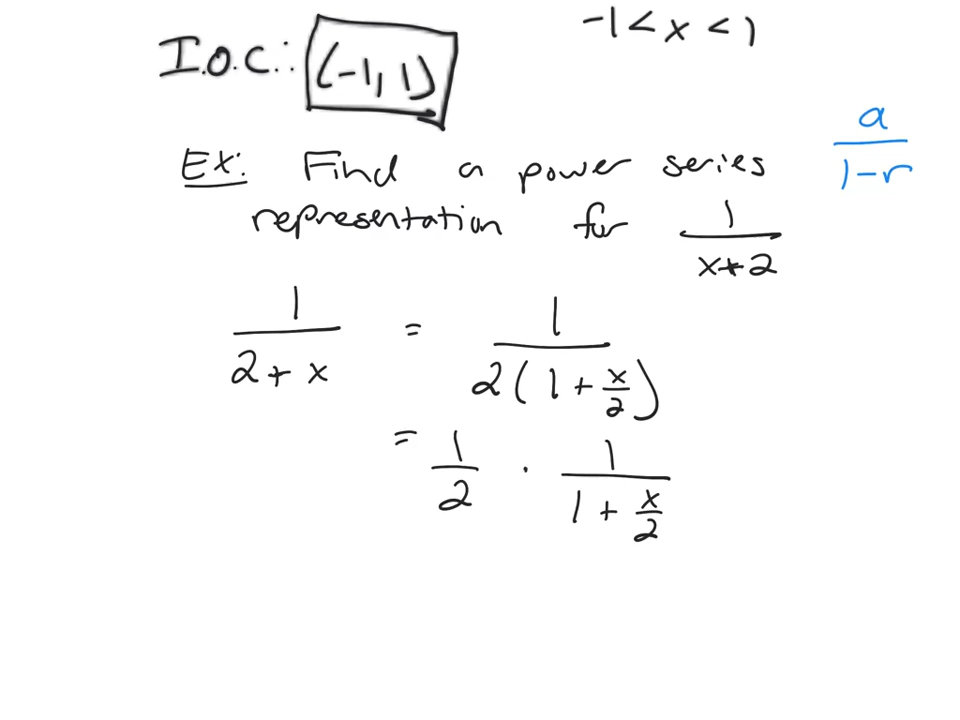 I.O.C.: (-1, 1)
-1 < x < 1
a/(1-r)
Ex: Find a power series
representation for 1/(x+2)
1/(2+x) = 1/(2(1+x/2))
= 1/2 · 1/(1+x/2)